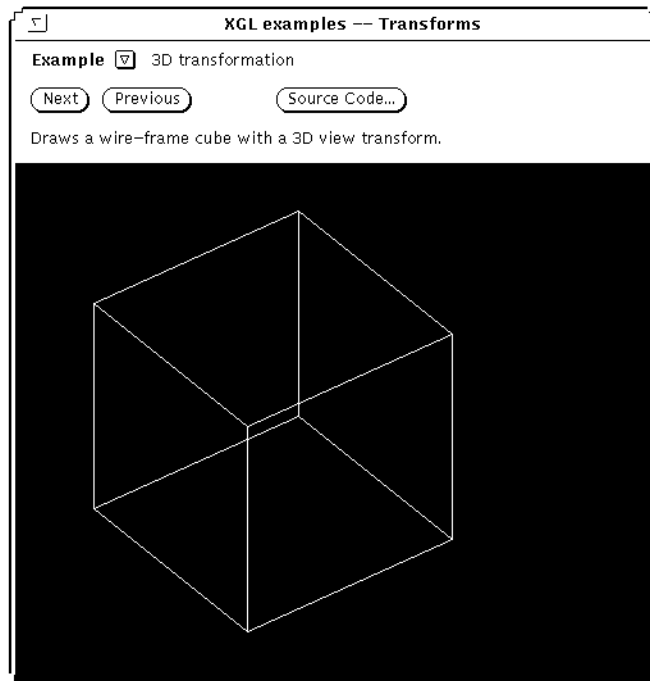 XGL examples — Transforms
Example 3D transformation
Next Previous Source Code...
Draws a wire-frame cube with a 3D view transform.